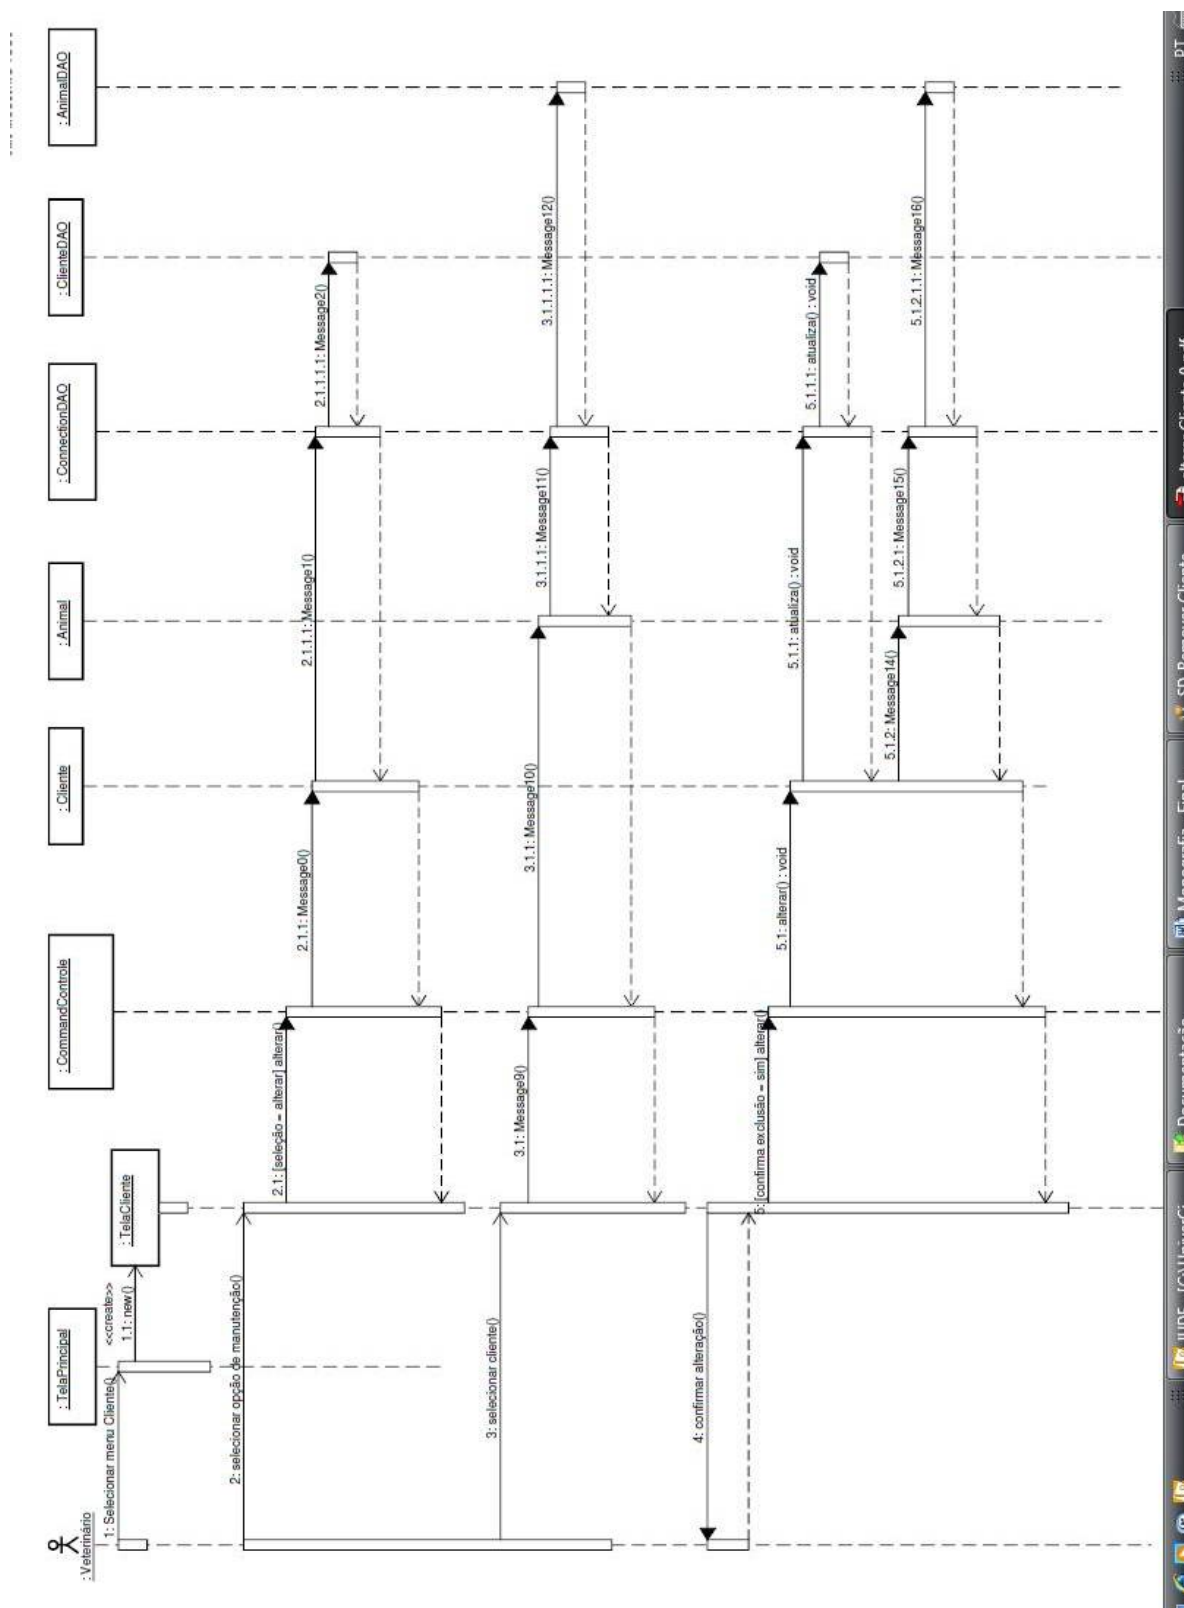 : Veterinário
: TelaPrincipal
: TelaCliente
: CommandControle
: Cliente
: Animal
: ConnectionDAO
: ClienteDAO
: AnimalDAO
1: Selecionar menu Cliente()
<<create>>
1.1: new()
2: selecionar opção de manutenção()
2.1: [seleção = alterar] alterar()
2.1.1: Message0()
2.1.1.1: Message1()
2.1.1.1.1: Message2()
3: selecionar cliente()
3.1: Message9()
3.1.1: Message10()
3.1.1.1: Message11()
3.1.1.1.1: Message12()
4: confirmar alteração()
5: [confirma exclusão = sim] alterar()
5.1: alterar() : void
5.1.1: atualiza() : void
5.1.1.1: atualiza() : void
5.1.2: Message14()
5.1.2.1: Message15()
5.1.2.1.1: Message16()
PT